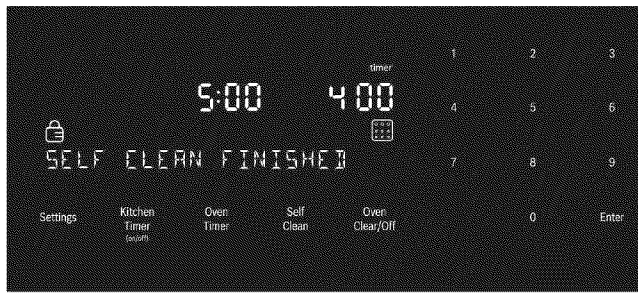 timer
5:00 4 00
SELF CLEAN FINISHED
Settings
Kitchen
Timer
(on/off)
Oven
Timer
Self
Clean
Oven
Clear/Off
1 2 3
4 5 6
7 8 9
0 Enter